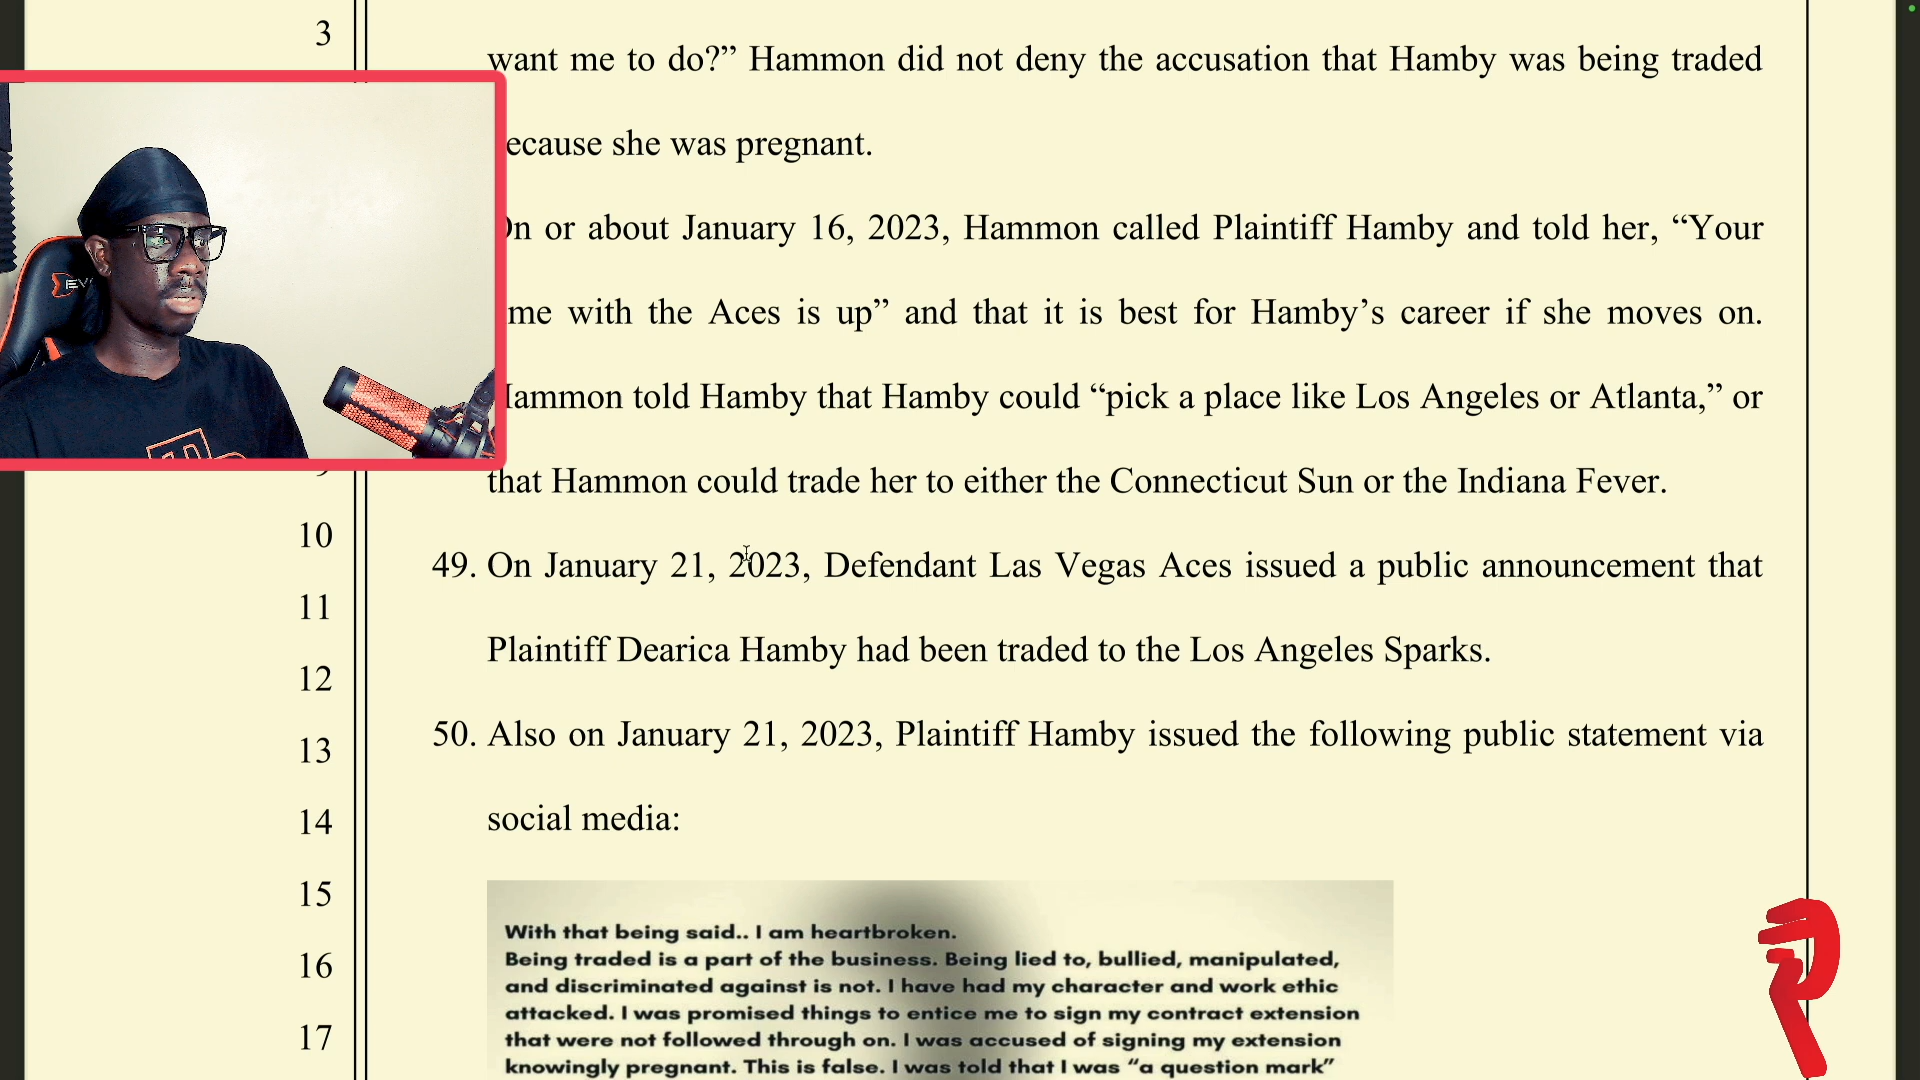 3
want me to do?” Hammon did not deny the accusation that Hamby was being traded
ecause she was pregnant.
On or about January 16, 2023, Hammon called Plaintiff Hamby and told her, “Your
me with the Aces is up” and that it is best for Hamby’s career if she moves on.
Hammon told Hamby that Hamby could “pick a place like Los Angeles or Atlanta,” or
that Hammon could trade her to either the Connecticut Sun or the Indiana Fever.
10
49. On January 21, 2023, Defendant Las Vegas Aces issued a public announcement that
11
Plaintiff Dearica Hamby had been traded to the Los Angeles Sparks.
12
50. Also on January 21, 2023, Plaintiff Hamby issued the following public statement via
13
social media:
14
15
With that being said.. I am heartbroken.
16
Being traded is a part of the business. Being lied to, bullied, manipulated,
and discriminated against is not. I have had my character and work ethic
attacked. I was promised things to entice me to sign my contract extension
17
that were not followed through on. I was accused of signing my extension
knowingly pregnant. This is false. I was told that I was “a question mark”